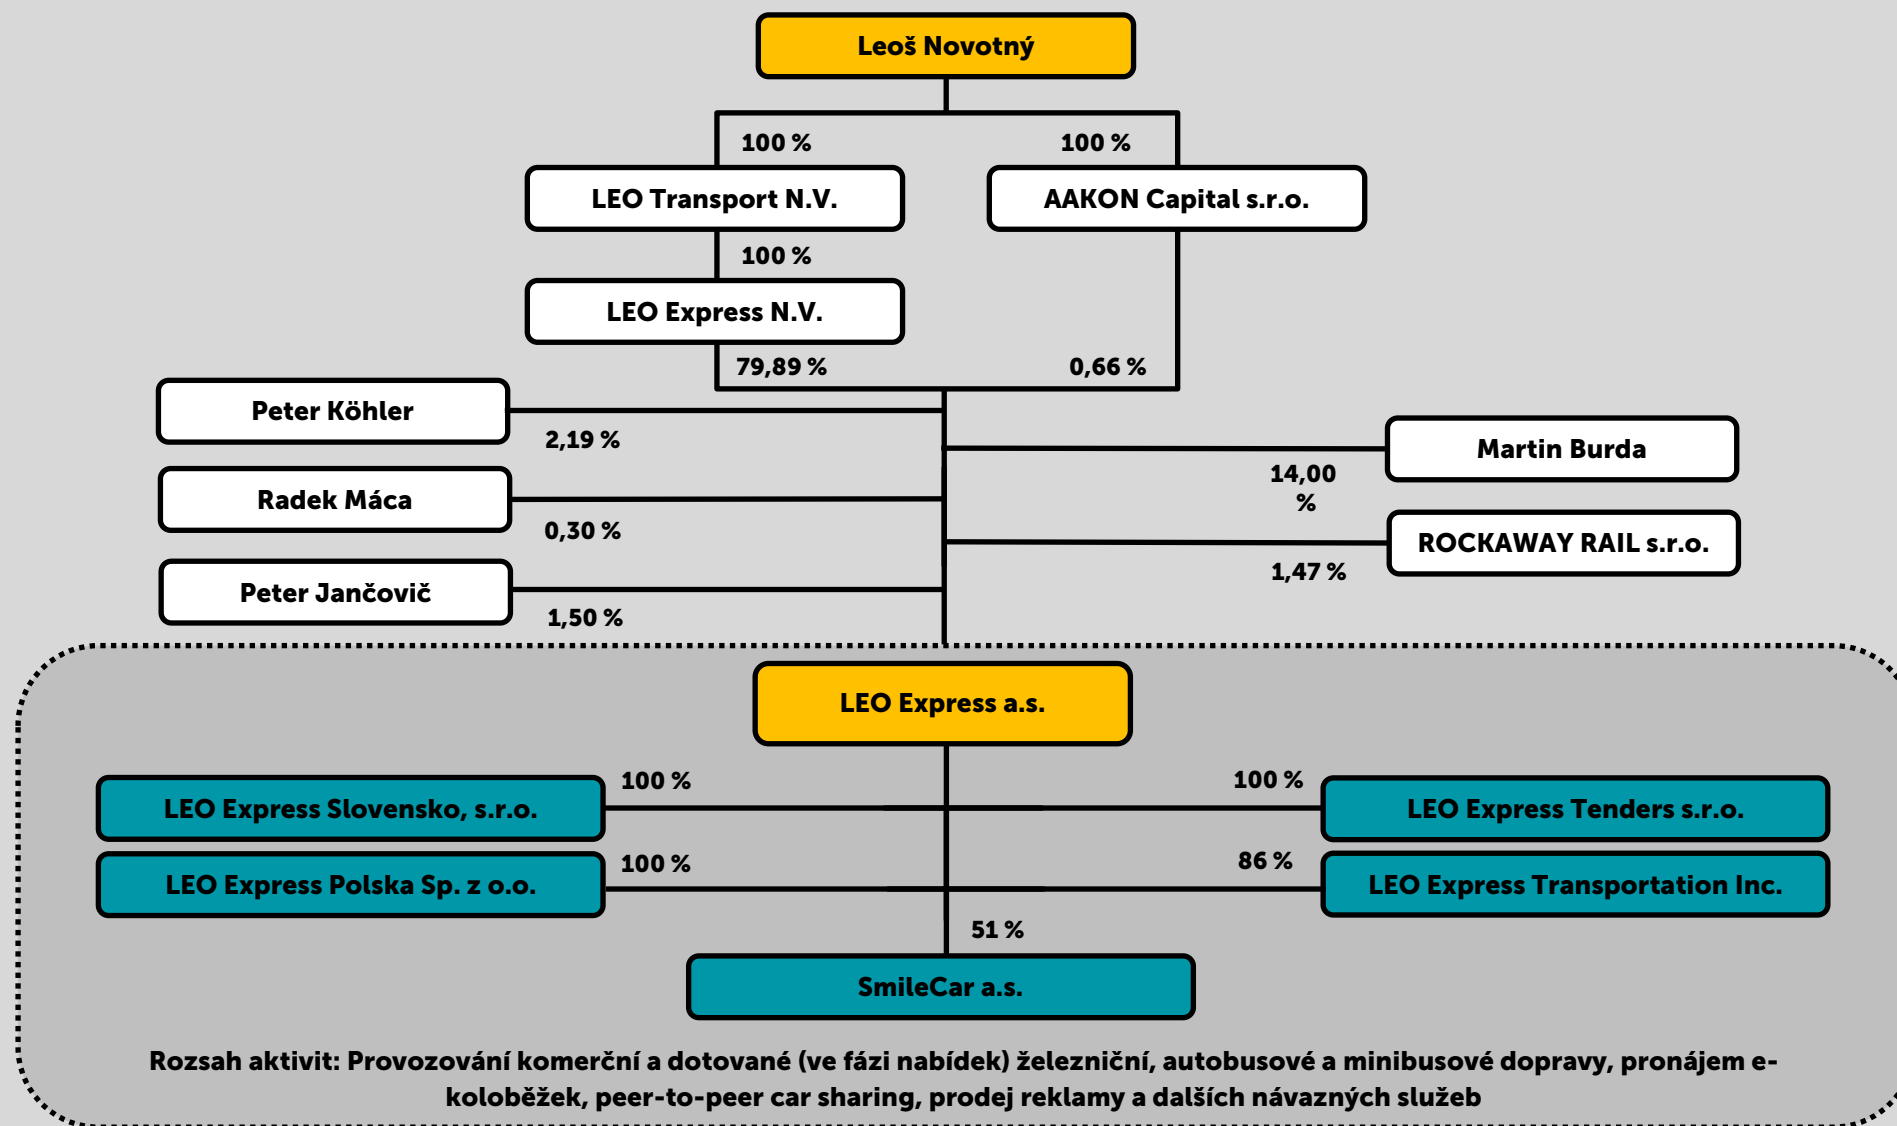 Leoš Novotný
100 %
100 %
LEO Transport N.V.
AAKON Capital s.r.o.
100 %
LEO Express N.V.
79,89 %
0,66 %
Peter Köhler
2,19 %
Martin Burda
14,00
%
Radek Máca
0,30 %
ROCKAWAY RAIL s.r.o.
1,47 %
Peter Jančovič
1,50 %
LEO Express a.s.
100 %
100 %
LEO Express Slovensko, s.r.o.
LEO Express Tenders s.r.o.
100 %
86 %
LEO Express Polska Sp. z o.o.
LEO Express Transportation Inc.
51 %
SmileCar a.s.
Rozsah aktivit: Provozování komerční a dotované (ve fázi nabídek) železniční, autobusové a minibusové dopravy, pronájem e-
koloběžek, peer-to-peer car sharing, prodej reklamy a dalších návazných služeb